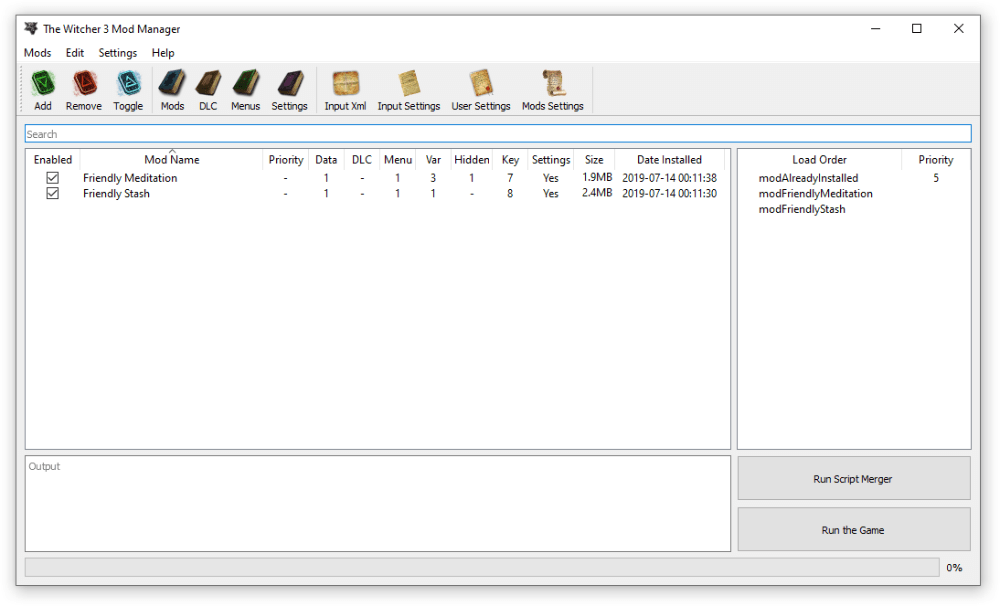 The Witcher 3 Mod Manager
Mods Edit Settings Help
Add Remove Toggle Mods DLC Menus Settings Input Xml Input Settings User Settings Mods Settings
Search
Enabled Mod Name Priority Data DLC Menu Var Hidden Key Settings Size Date Installed Load Order Priority
Friendly Meditation - 1 - 1 3 1 7 Yes 1.9MB 2019-07-14 00:11:38 modAlreadyInstalled 5
Friendly Stash - 1 - 1 1 - 8 Yes 2.4MB 2019-07-14 00:11:30 modFriendlyMeditation
modFriendlyStash
Output
Run Script Merger
Run the Game
0%